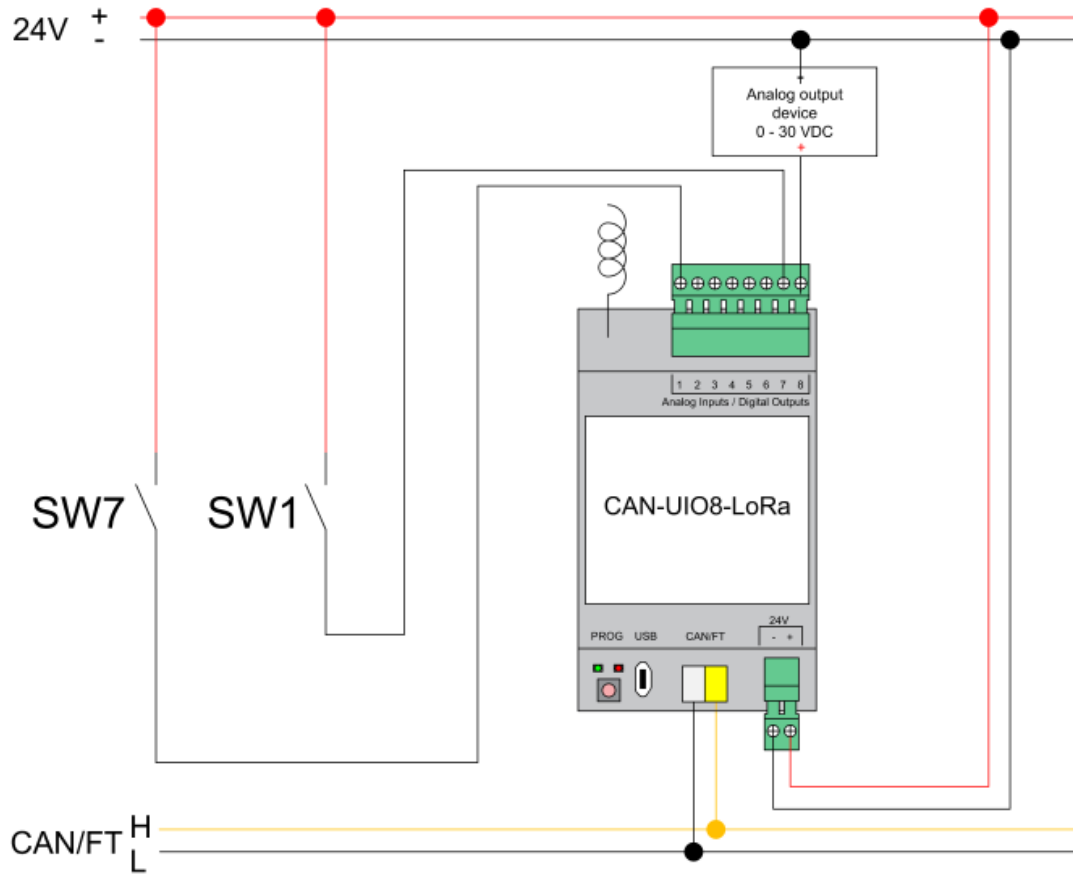 24V + -
-
Analog output
device
0 - 30 VDC
+
1 2 3 4 5 6 7 8
Analog Inputs / Digital Outputs
SW7
SW1
CAN-UIO8-LoRa
24V
PROG USB CAN/FT - +
CAN/FT H
L